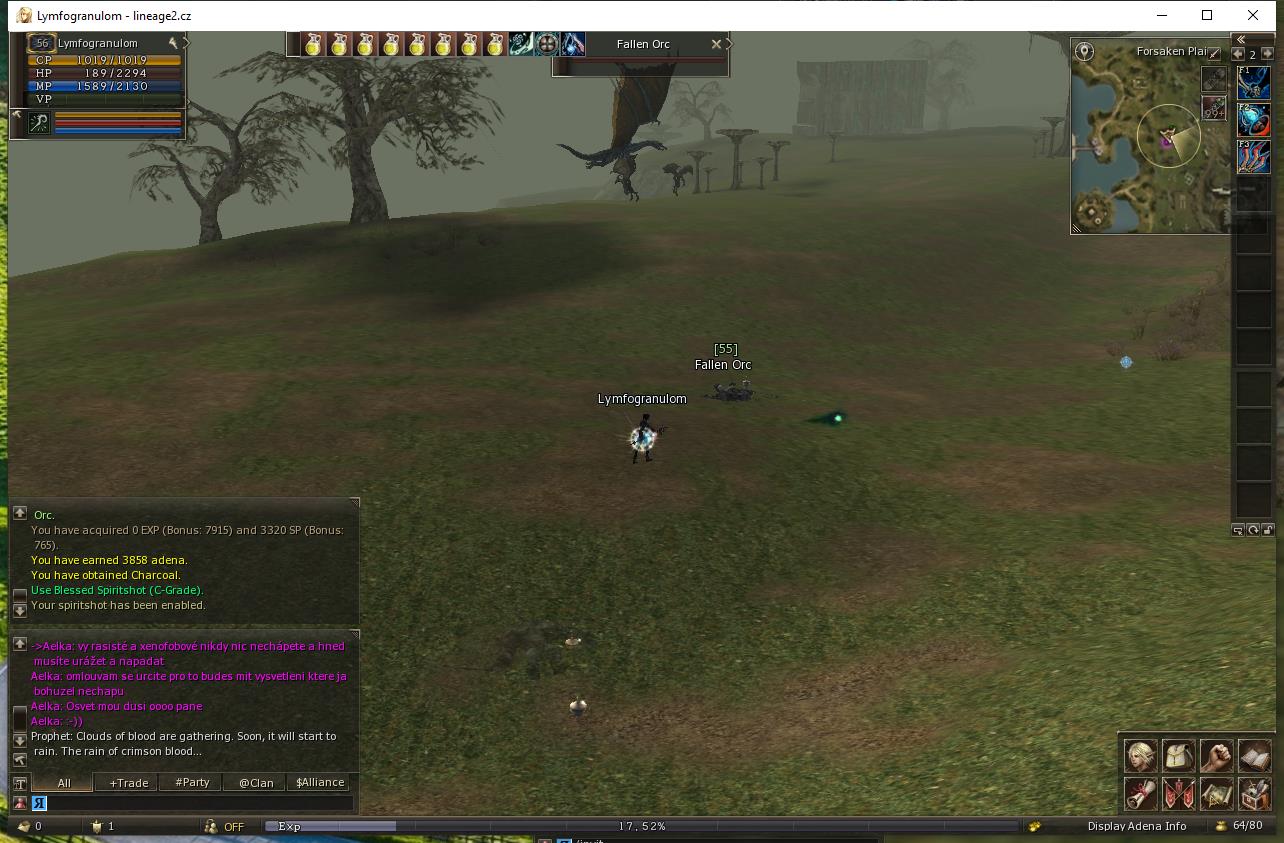 Lymfogranulom - lineage2.cz
56 Lymfogranulom
CP 1019/1019
HP 189/2294
MP 1589/2130
VP
Fallen Orc
Forsaken Plai
2
99+
F1
F2
F3
[55]
Fallen Orc
Lymfogranulom
Orc.
You have acquired 0 EXP (Bonus: 7915) and 3320 SP (Bonus:
765).
You have earned 3858 adena.
You have obtained Charcoal.
Use Blessed Spiritshot (C-Grade).
Your spiritshot has been enabled.
->Aelka: vy rasisté a xenofobové nikdy nic nechápete a hned
musíte urážet a napadat
Aelka: omlouvam se urcite pro to budes mit vysvetleni ktere ja
bohuzel nechapu
Aelka: Osvet mou dusi oooo pane
Aelka: :-))
Prophet: Clouds of blood are gathering. Soon, it will start to
rain. The rain of crimson blood...
All +Trade #Party @Clan $Alliance
0 1 OFF Exp 17,52% Display Adena Info 64/80